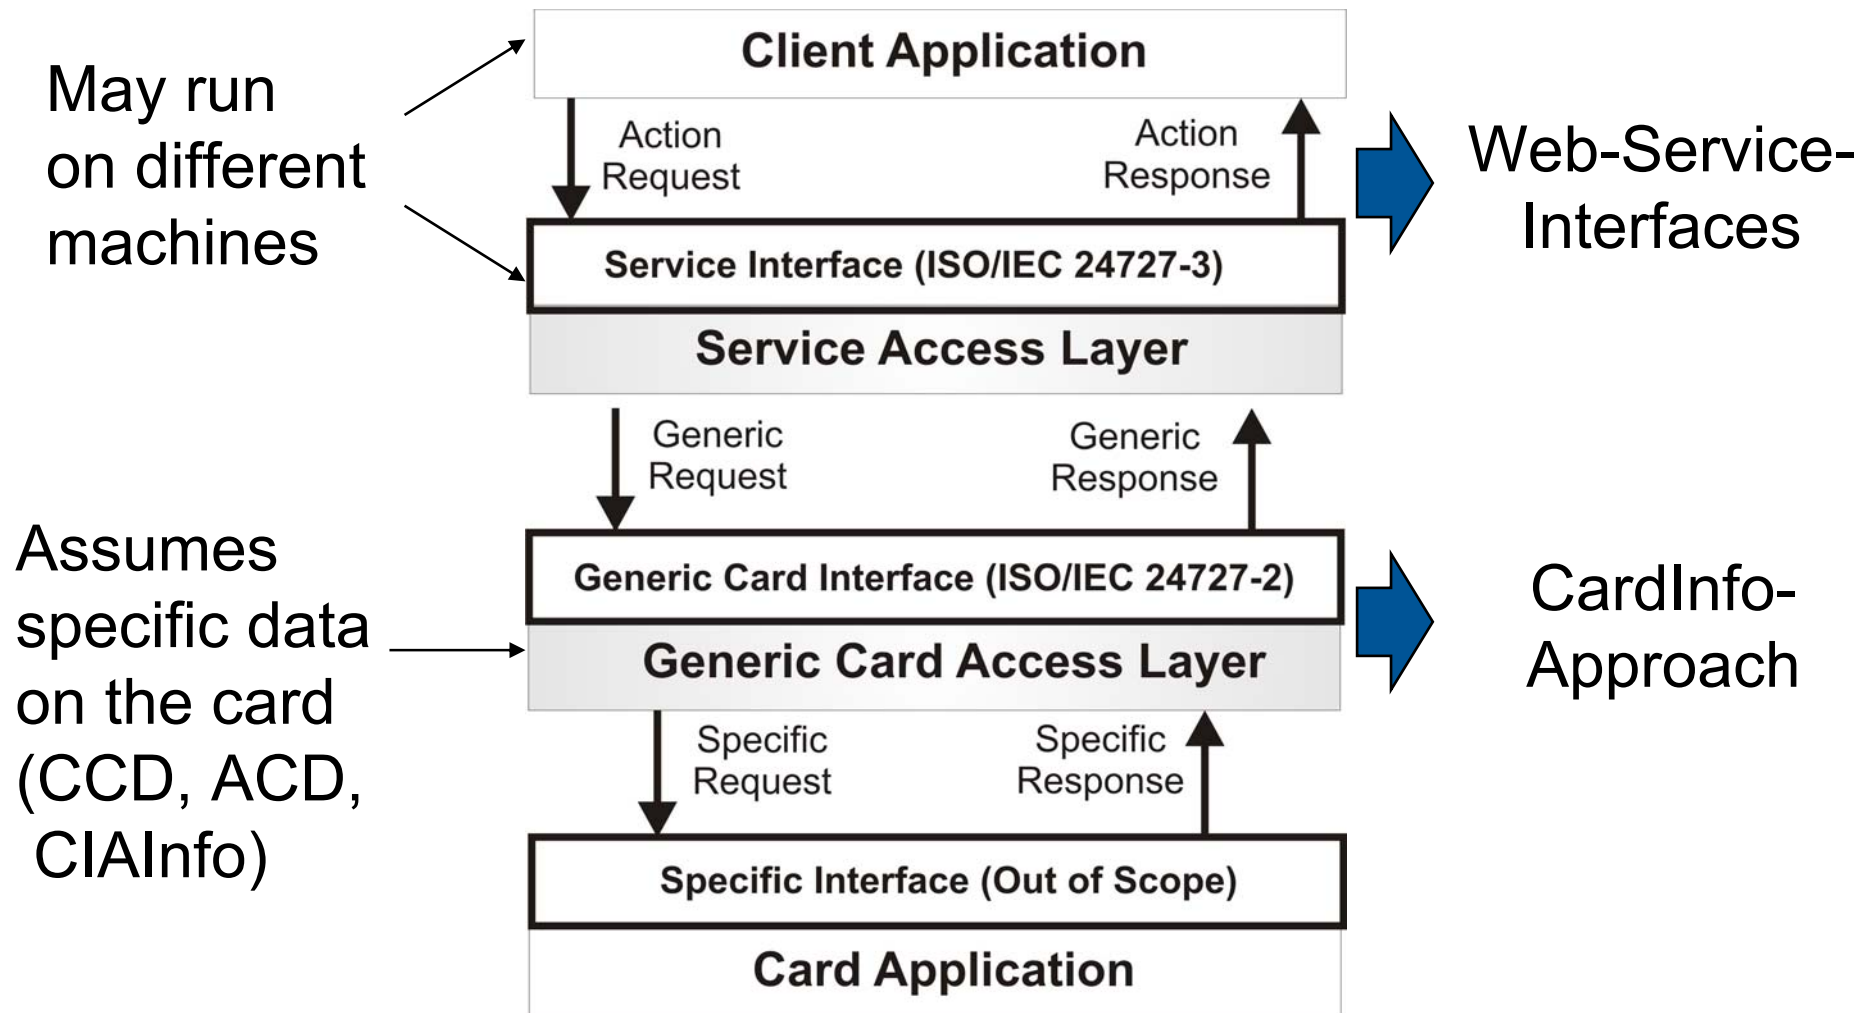 Client Application
May run
on different
machines
Action
Request
Action
Response
Web-Service-
Interfaces
Service Interface (ISO/IEC 24727-3)
Service Access Layer
Generic
Request
Generic
Response
Assumes
specific data
on the card
(CCD, ACD,
CIAInfo)
Generic Card Interface (ISO/IEC 24727-2)
CardInfo-
Approach
Generic Card Access Layer
Specific
Request
Specific
Response
Specific Interface (Out of Scope)
Card Application